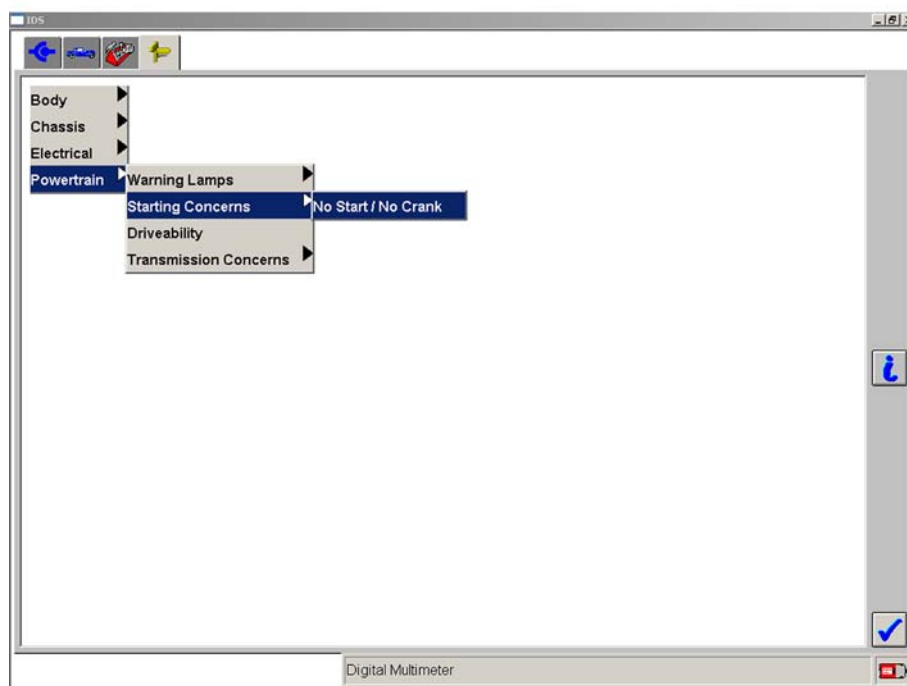 IDS
Body
Chassis
Electrical
Powertrain
Warning Lamps
Starting Concerns
No Start / No Crank
Driveability
Transmission Concerns
i
Digital Multimeter